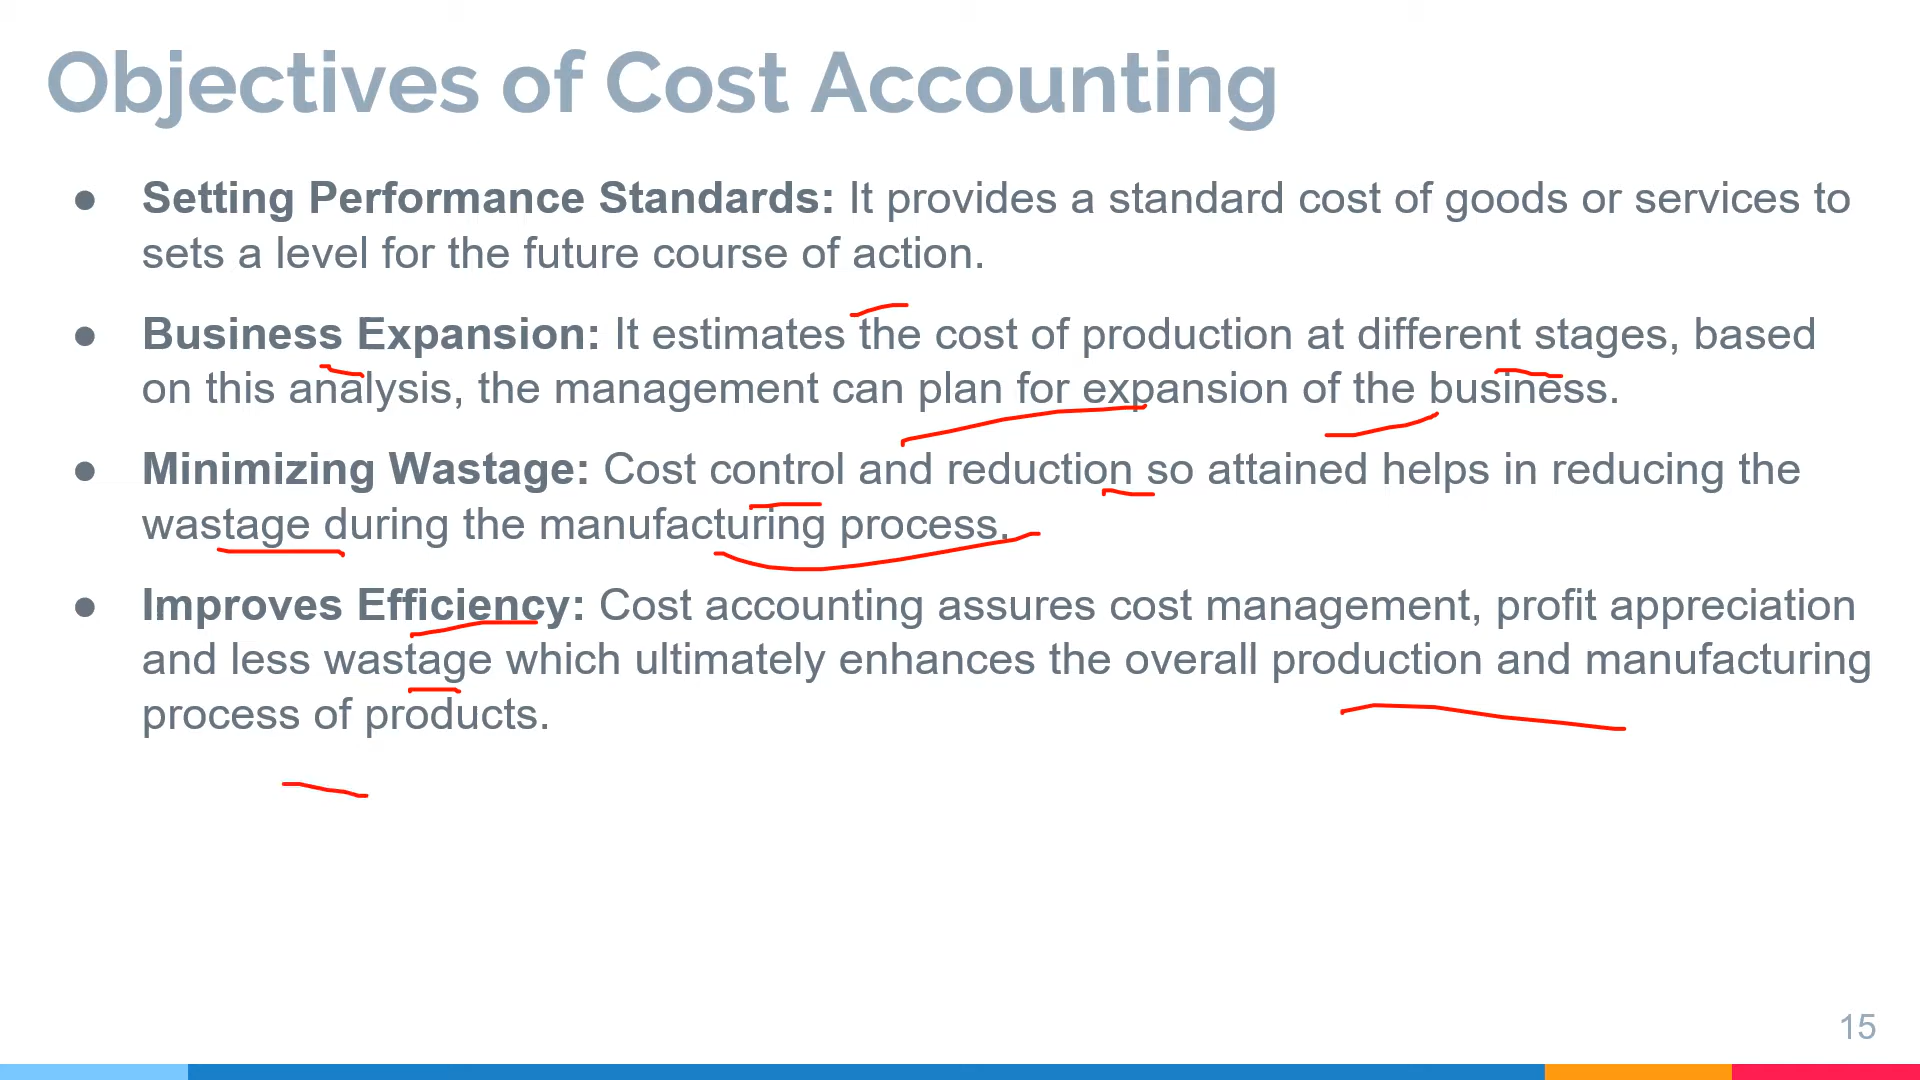 Objectives of Cost Accounting
● Setting Performance Standards: It provides a standard cost of goods or services to
sets a level for the future course of action.
● Business Expansion: It estimates the cost of production at different stages, based
on this analysis, the management can plan for expansion of the business.
● Minimizing Wastage: Cost control and reduction so attained helps in reducing the
wastage during the manufacturing process.
● Improves Efficiency: Cost accounting assures cost management, profit appreciation
and less wastage which ultimately enhances the overall production and manufacturing
process of products.
15